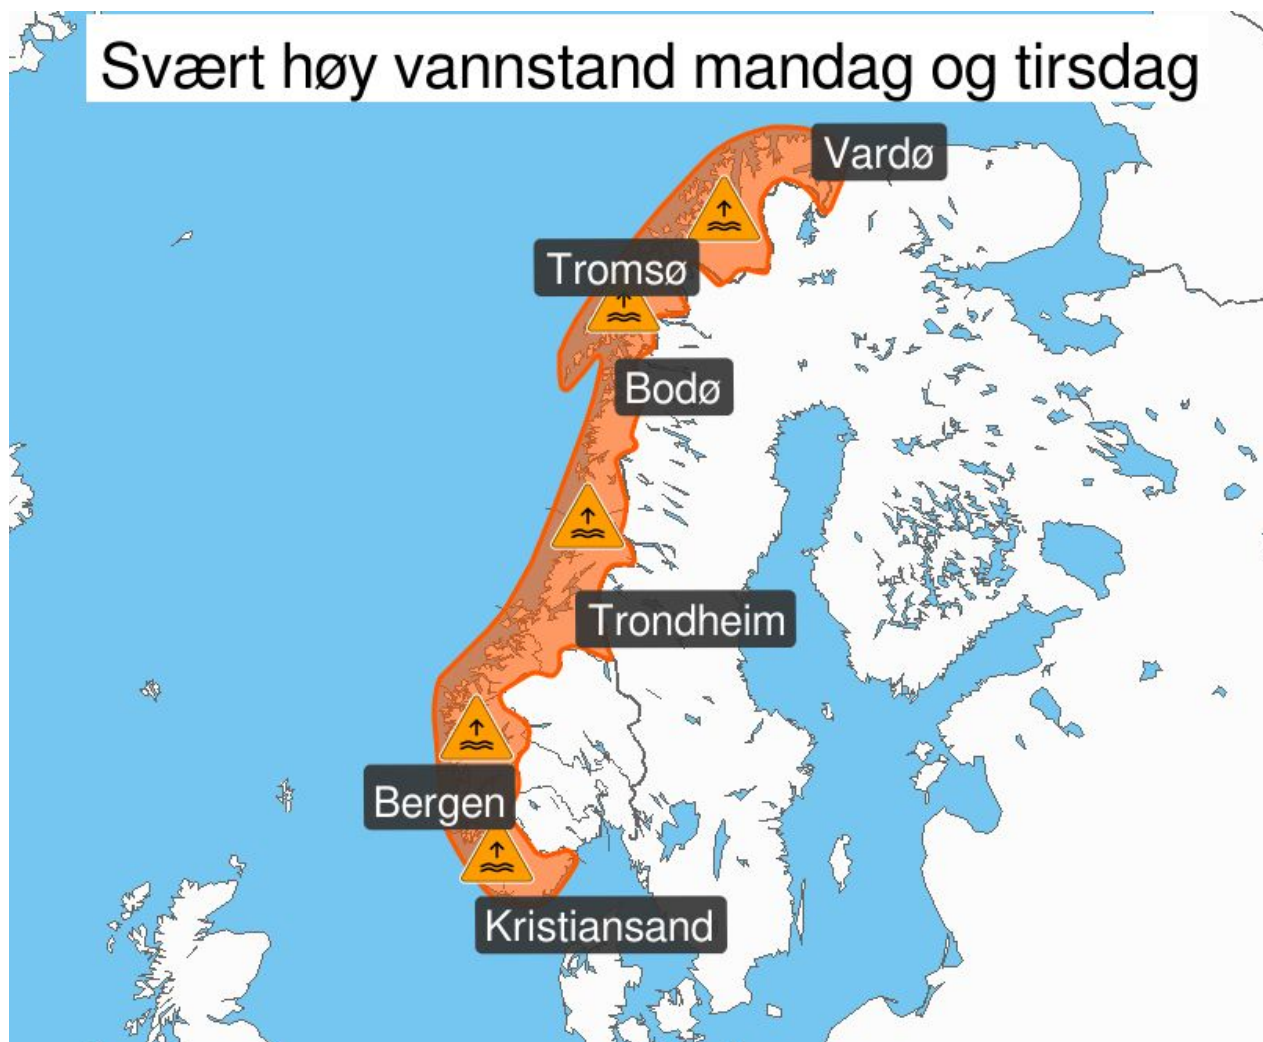 Svært høy vannstand mandag og tirsdag
Vardø
Tromsø
Bodø
Trondheim
Bergen
Kristiansand